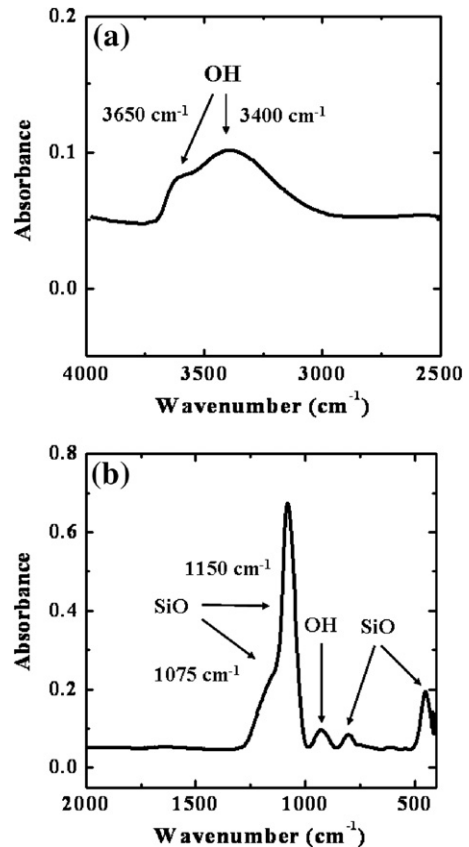 (a)
OH
3650 cm⁻¹ 3400 cm⁻¹
0.2
0.1
0.0
Absorbance
4000 3500 3000 2500
Wavenumber (cm⁻¹)
(b)
0.8
0.6
0.4
0.2
0.0
Absorbance
1150 cm⁻¹
SiO OH SiO
1075 cm⁻¹
2000 1500 1000 500
Wavenumber (cm⁻¹)